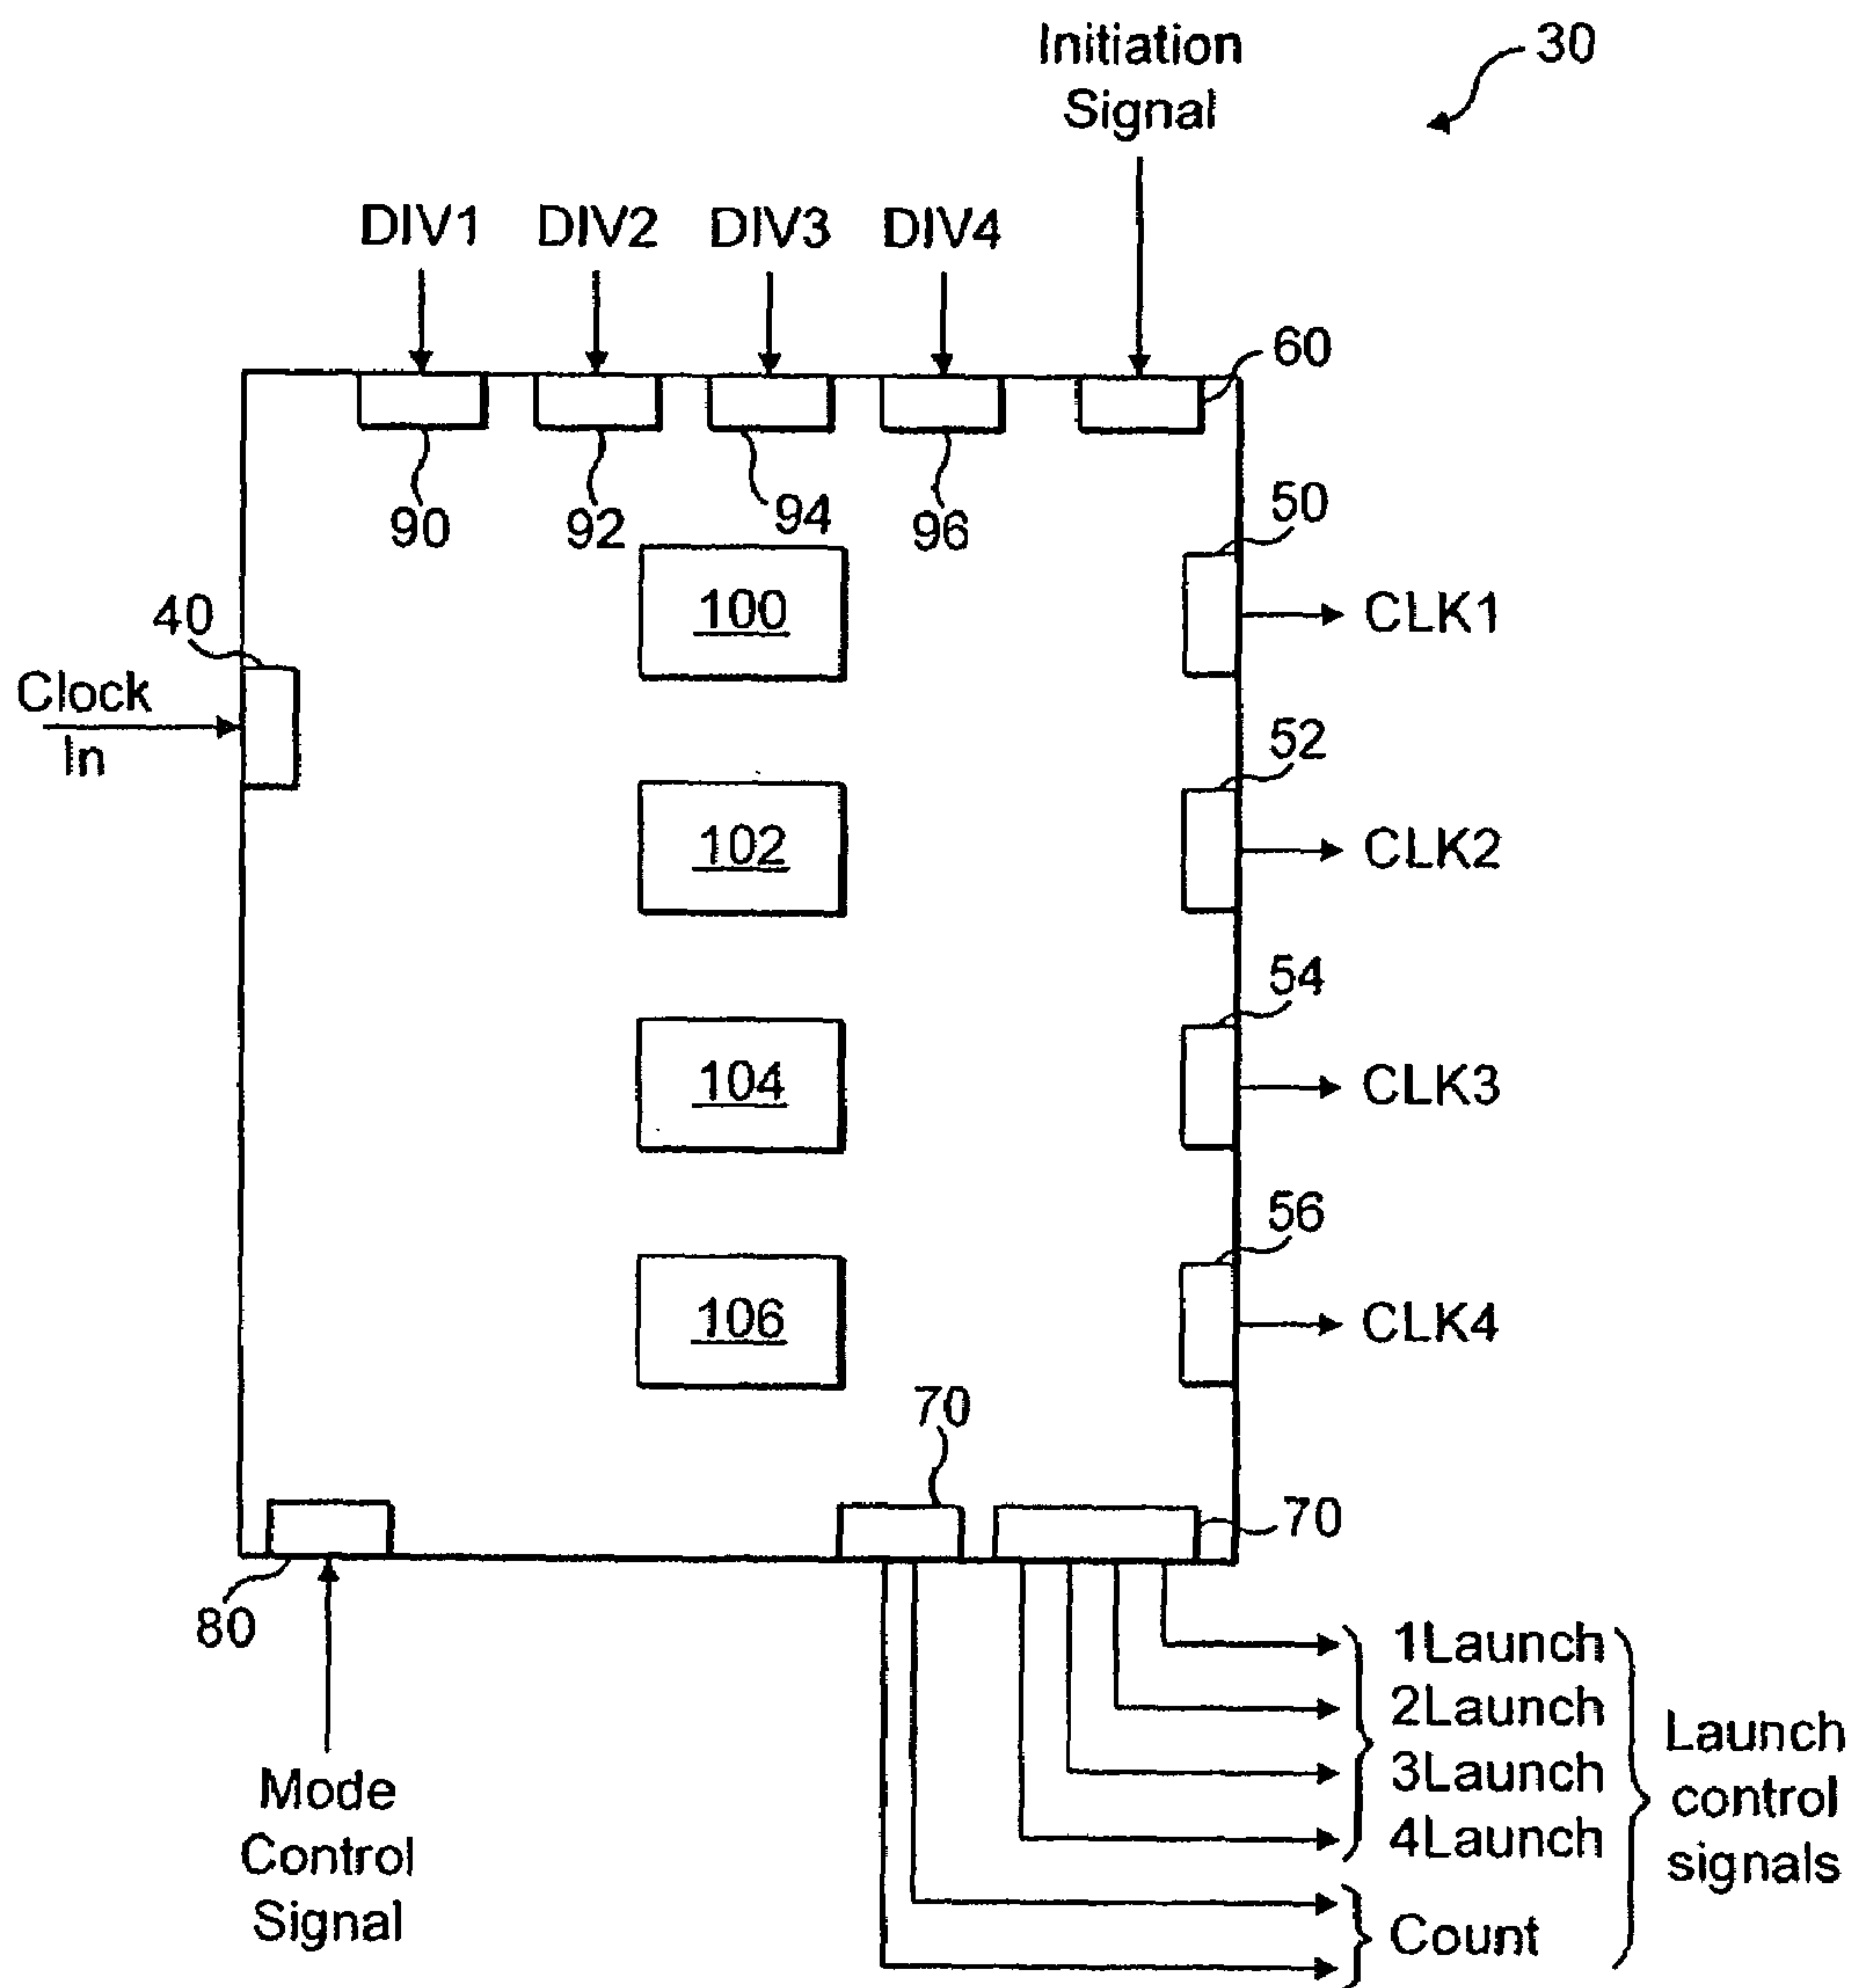 Initiation
Signal
30
DIV1 DIV2 DIV3 DIV4
60
90 92 94 96
50
100
CLK1
40
Clock
In
52
102
CLK2
54
104
CLK3
56
106
CLK4
70
70
80
1Launch
2Launch
3Launch
4Launch
Launch
control
signals
Mode
Control
Signal
Count